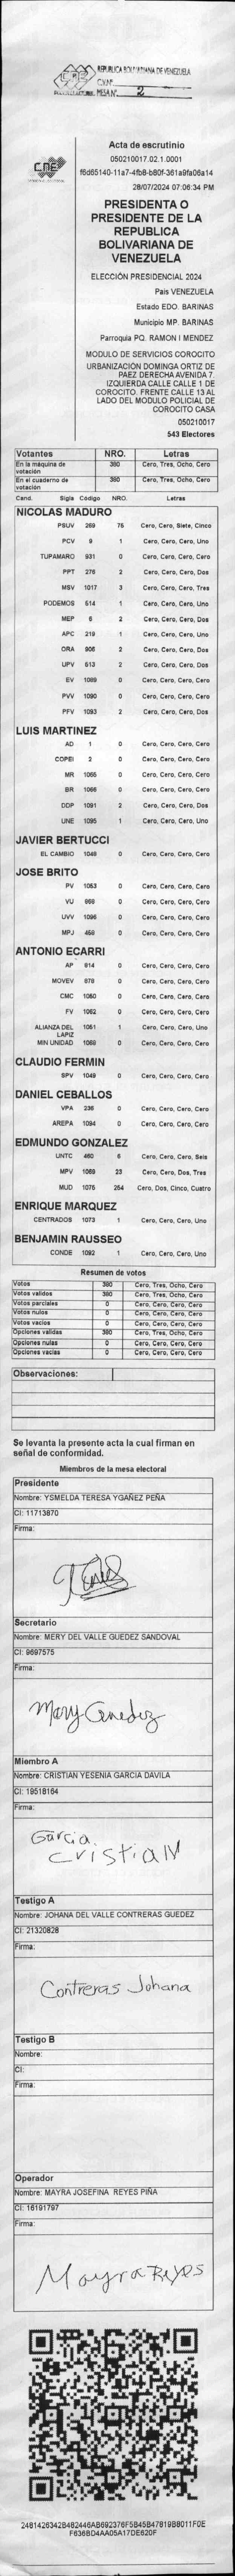 REPUBLICA BOLIVARIANA DE VENEZUELA
CNE
MESA Nº. 2
CNE
Acta de escrutinio
050210017.02.1.0001
f6d65140-11a7-4fb8-b80f-361a9fa06a14
28/07/2024 07:06:34 PM
PRESIDENTA O
PRESIDENTE DE LA
REPUBLICA
BOLIVARIANA DE
VENEZUELA
ELECCIÓN PRESIDENCIAL 2024
País VENEZUELA
Estado EDO. BARINAS
Municipio MP. BARINAS
Parroquia PQ. RAMON I MENDEZ
MODULO DE SERVICIOS COROCITO
URBANIZACIÓN DOMINGA ORTIZ DE
PAEZ DERECHA AVENIDA 7.
IZQUIERDA CALLE CALLE 1 DE
COROCITO. FRENTE CALLE 13 AL
LADO DEL MODULO POLICIAL DE
COROCITO CASA
050210017
543 Electores
Votantes NRO. Letras
En la máquina de votación 380 Cero, Tres, Ocho, Cero
En el cuaderno de votación 380 Cero, Tres, Ocho, Cero
Cand. Sigla Código NRO. Letras
NICOLAS MADURO
PSUV 269 75 Cero, Cero, Siete, Cinco
PCV 9 1 Cero, Cero, Cero, Uno
TUPAMARO 931 0 Cero, Cero, Cero, Cero
PPT 276 2 Cero, Cero, Cero, Dos
MSV 1017 3 Cero, Cero, Cero, Tres
PODEMOS 514 1 Cero, Cero, Cero, Uno
MEP 6 2 Cero, Cero, Cero, Dos
APC 219 1 Cero, Cero, Cero, Uno
ORA 906 2 Cero, Cero, Cero, Dos
UPV 513 2 Cero, Cero, Cero, Dos
EV 1089 0 Cero, Cero, Cero, Cero
PVV 1090 0 Cero, Cero, Cero, Cero
PFV 1093 2 Cero, Cero, Cero, Dos
LUIS MARTINEZ
AD 1 0 Cero, Cero, Cero, Cero
COPEI 2 0 Cero, Cero, Cero, Cero
MR 1065 0 Cero, Cero, Cero, Cero
BR 1066 0 Cero, Cero, Cero, Cero
DDP 1091 2 Cero, Cero, Cero, Dos
UNE 1095 1 Cero, Cero, Cero, Uno
JAVIER BERTUCCI
EL CAMBIO 1048 0 Cero, Cero, Cero, Cero
JOSE BRITO
PV 1053 0 Cero, Cero, Cero, Cero
VU 969 0 Cero, Cero, Cero, Cero
UVV 1096 0 Cero, Cero, Cero, Cero
MPJ 459 0 Cero, Cero, Cero, Cero
ANTONIO ECARRI
AP 814 0 Cero, Cero, Cero, Cero
MOVEV 878 0 Cero, Cero, Cero, Cero
CMC 1050 0 Cero, Cero, Cero, Cero
FV 1052 0 Cero, Cero, Cero, Cero
ALIANZA DEL LAPIZ 1051 1 Cero, Cero, Cero, Uno
MIN UNIDAD 1068 0 Cero, Cero, Cero, Cero
CLAUDIO FERMIN
SPV 1049 0 Cero, Cero, Cero, Cero
DANIEL CEBALLOS
VPA 236 0 Cero, Cero, Cero, Cero
AREPA 1094 0 Cero, Cero, Cero, Cero
EDMUNDO GONZALEZ
UNTC 460 6 Cero, Cero, Cero, Seis
MPV 1069 23 Cero, Cero, Dos, Tres
MUD 1075 254 Cero, Dos, Cinco, Cuatro
ENRIQUE MARQUEZ
CENTRADOS 1073 1 Cero, Cero, Cero, Uno
BENJAMIN RAUSSEO
CONDE 1092 1 Cero, Cero, Cero, Uno
Resumen de votos
Votos 380 Cero, Tres, Ocho, Cero
Votos validos 380 Cero, Tres, Ocho, Cero
Votos parciales 0 Cero, Cero, Cero, Cero
Votos nulos 0 Cero, Cero, Cero, Cero
Votos vacios 0 Cero, Cero, Cero, Cero
Opciones validas 380 Cero, Tres, Ocho, Cero
Opciones nulas 0 Cero, Cero, Cero, Cero
Opciones vacias 0 Cero, Cero, Cero, Cero
Observaciones:
Se levanta la presente acta la cual firman en
señal de conformidad.
Miembros de la mesa electoral
Presidente
Nombre: YSMELDA TERESA YGAÑEZ PEÑA
CI: 11713870
Firma:
Secretario
Nombre: MERY DEL VALLE GUEDEZ SANDOVAL
CI: 9697575
Firma:
Mery Guedez
Miembro A
Nombre: CRISTIAN YESENIA GARCIA DAVILA
CI: 19518164
Firma:
Garcia
Cristian
Testigo A
Nombre: JOHANA DEL VALLE CONTRERAS GUEDEZ
CI: 21320828
Firma:
Contreras Johana
Testigo B
Nombre:
CI:
Firma:
Operador
Nombre: MAYRA JOSEFINA REYES PIÑA
CI: 16191797
Firma:
Mayra Reyes
2481426342B482446AB692376F5B45B47819B8011F0E
F636BD4AA05A17DE620F